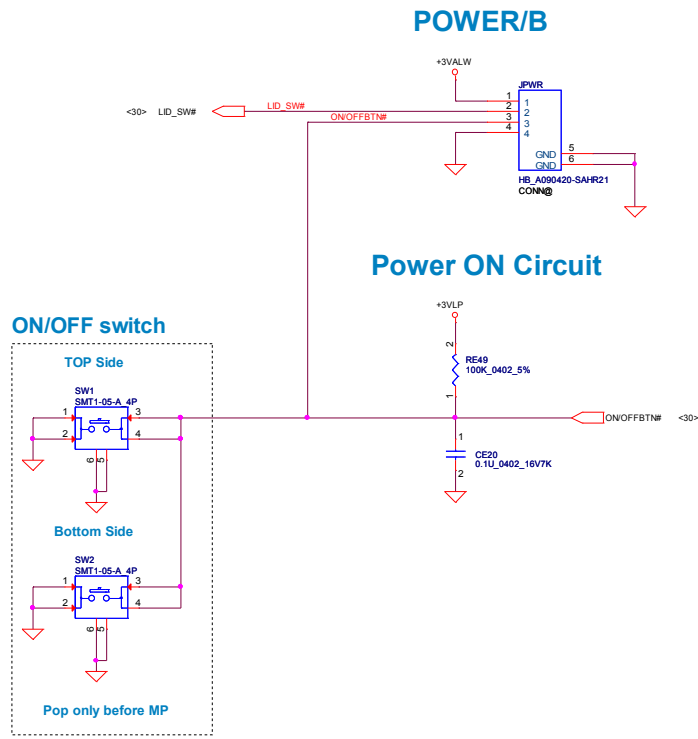 POWER/B
+3VALW
JPWR
<30> LID_SW#
LID_SW#
ON/OFFBTN#
1
2
3
4
1
2
3
4
GND
GND
5
6
HB_A090420-SAHR21
CONN@
Power ON Circuit
+3VLP
ON/OFF switch
TOP Side
2
RE49
100K_0402_5%
1
SW1
SMT1-05-A_4P
1
2
3
4
6
5
ON/OFFBTN# <30>
1
CE20
0.1U_0402_16V7K
2
Bottom Side
SW2
SMT1-05-A_4P
1
2
3
4
6
5
Pop only before MP